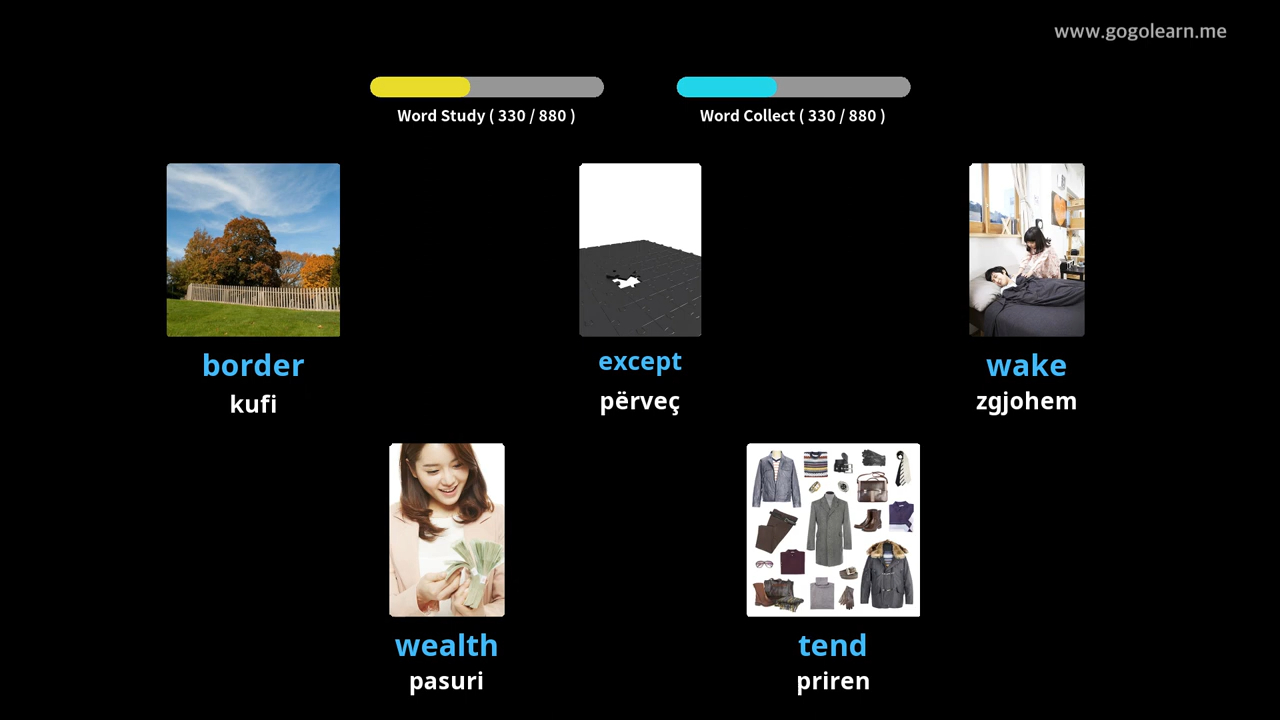 www.gogolearn.me
Word Study ( 330 / 880 )
Word Collect ( 330 / 880 )
border
kufi
except
përveç
wake
zgjohem
wealth
pasuri
tend
priren